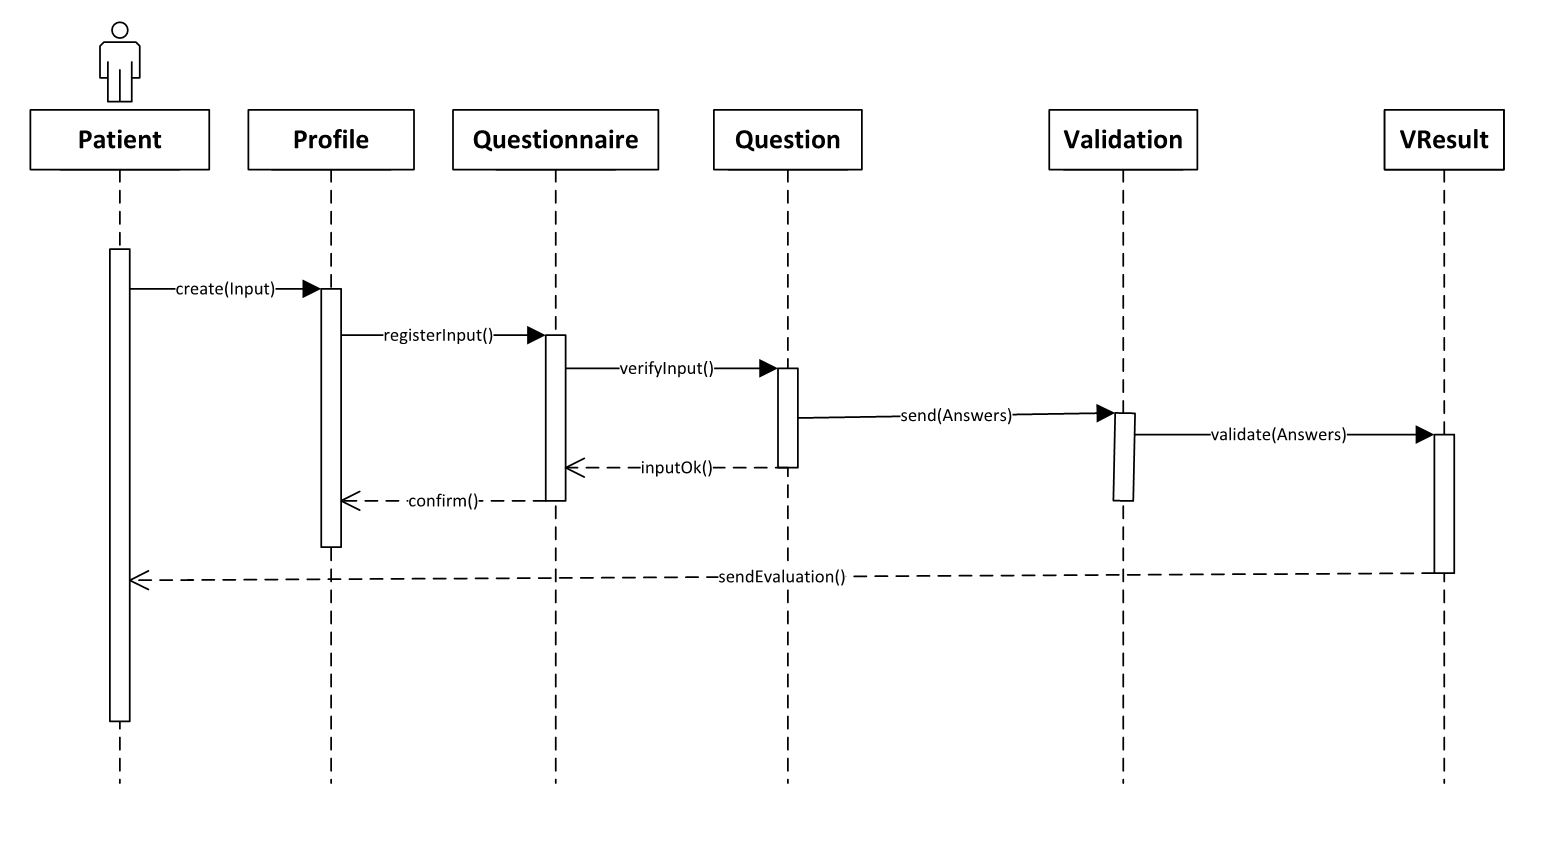 Patient
Profile
Questionnaire
Question
Validation
VResult
create(Input)
registerInput()
verifyInput()
send(Answers)
validate(Answers)
inputOk()
confirm()
sendEvaluation()